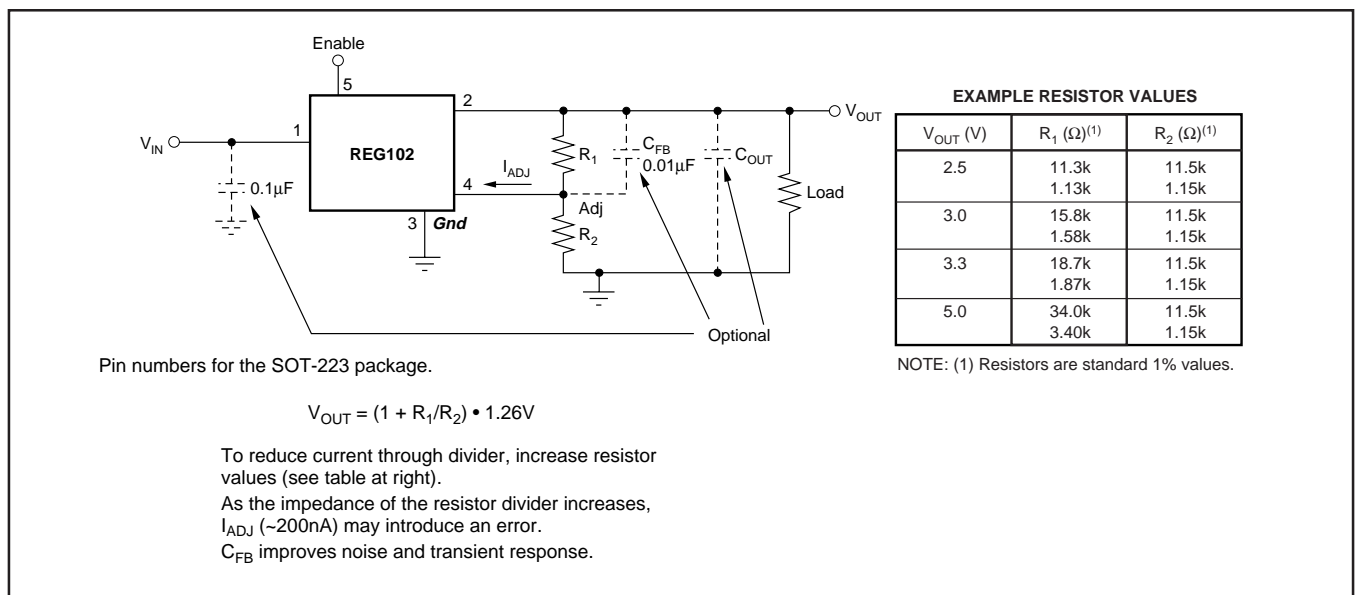 Enable
5
2
V_OUT
V_IN
1
REG102
R_1
C_FB
0.01µF
C_OUT
I_ADJ
4
0.1µF
Load
Adj
3
Gnd
R_2
Optional
Pin numbers for the SOT-223 package.
V_OUT = (1 + R_1/R_2) • 1.26V
To reduce current through divider, increase resistor
values (see table at right).
As the impedance of the resistor divider increases,
I_ADJ (~200nA) may introduce an error.
C_FB improves noise and transient response.
EXAMPLE RESISTOR VALUES
V_OUT (V) R_1 (Ω)(1) R_2 (Ω)(1)
2.5 11.3k 11.5k
1.13k 1.15k
3.0 15.8k 11.5k
1.58k 1.15k
3.3 18.7k 11.5k
1.87k 1.15k
5.0 34.0k 11.5k
3.40k 1.15k
NOTE: (1) Resistors are standard 1% values.